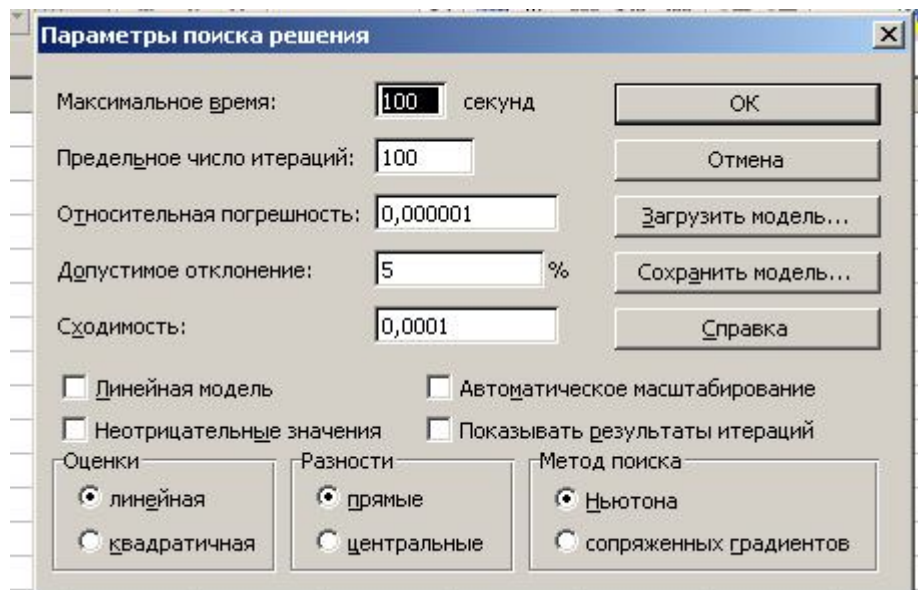 Параметры поиска решения
Максимальное время: 100 секунд OK
Предельное число итераций: 100 Отмена
Относительная погрешность: 0,000001 Загрузить модель...
Допустимое отклонение: 5 % Сохранить модель...
Сходимость: 0,0001 Справка
Линейная модель Автоматическое масштабирование
Неотрицательные значения Показывать результаты итераций
Оценки Разности Метод поиска
линейная прямые Ньютона
квадратичная центральные сопряженных градиентов